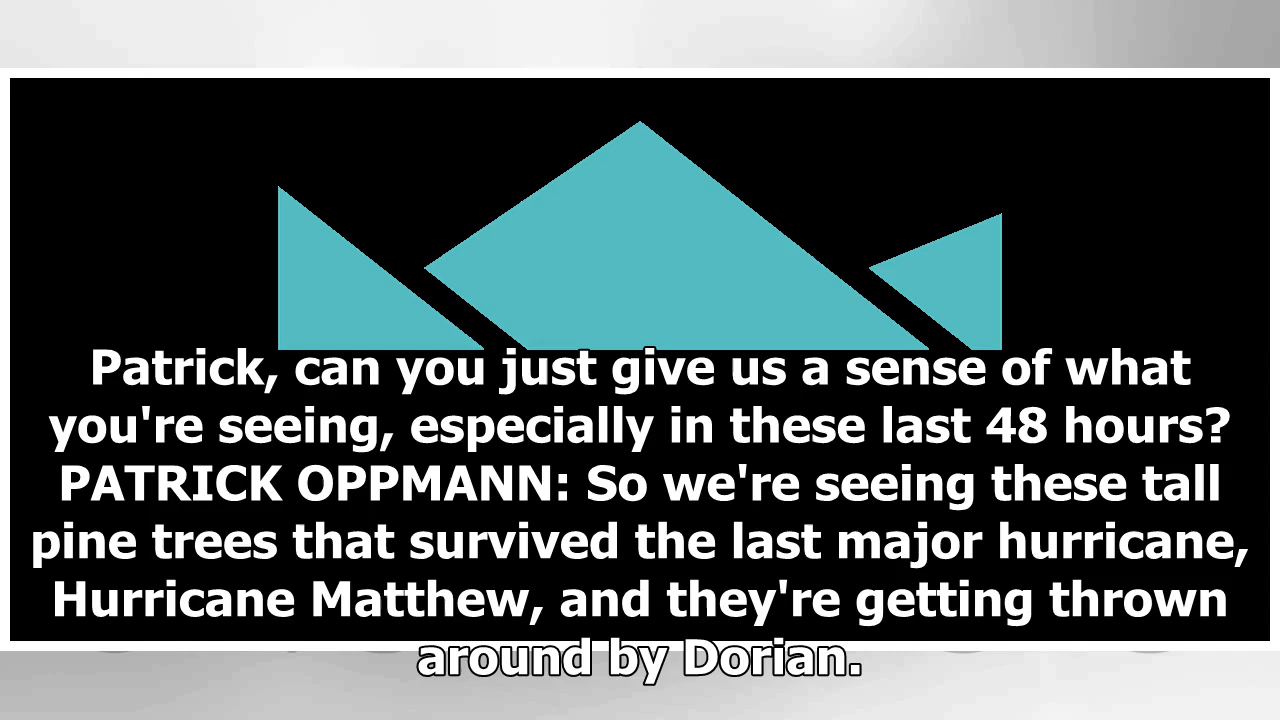 Patrick, can you just give us a sense of what
you're seeing, especially in these last 48 hours?
PATRICK OPPMANN: So we're seeing these tall
pine trees that survived the last major hurricane,
Hurricane Matthew, and they're getting thrown
around by Dorian.